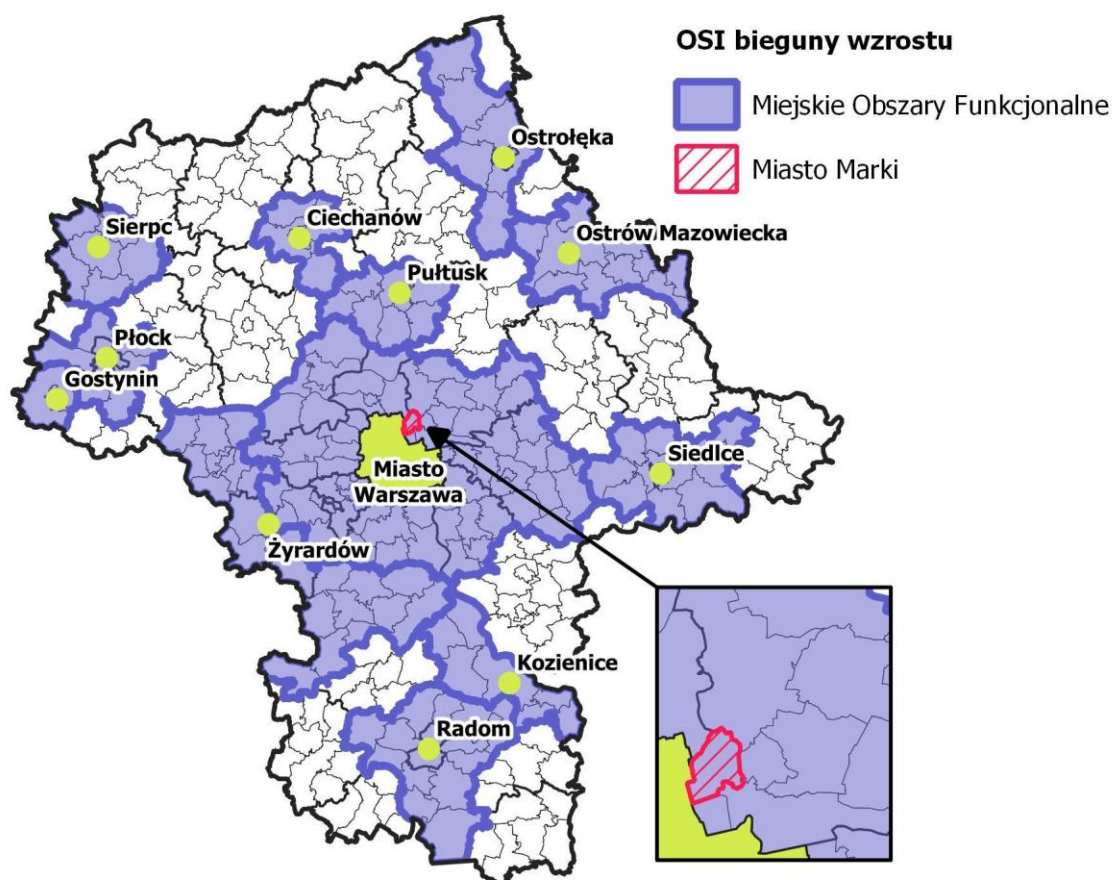 OSI bieguny wzrostu
Miejskie Obszary Funkcjonalne
Miasto Marki
Ostrołęka
Ciechanów
Sierpc
Ostrów Mazowiecka
Pułtusk
Płock
Gostynin
Siedlce
Miasto
Warszawa
Żyrardów
Kozienice
Radom